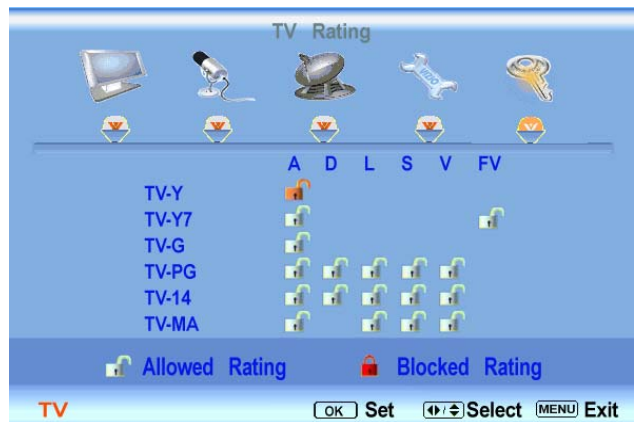 TV Rating
VIZIO
A D L S V FV
TV-Y
TV-Y7
TV-G
TV-PG
TV-14
TV-MA
Allowed Rating Blocked Rating
TV OK Set Select MENU Exit